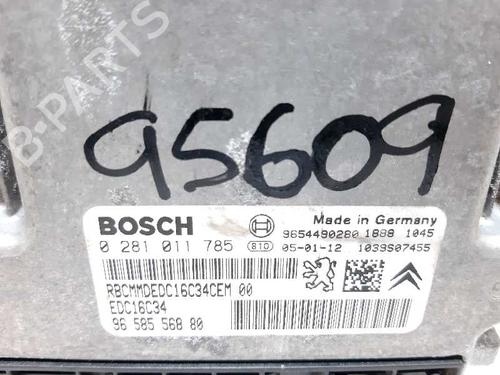 B-PARTS
95609
BOSCH
Made in Germany
0 281 011 785
81D
9654490280 1888 1045
05-01-12 1039S07455
RBCMMDEDC16C34CEM 00
EDC16C34
96 585 568 80